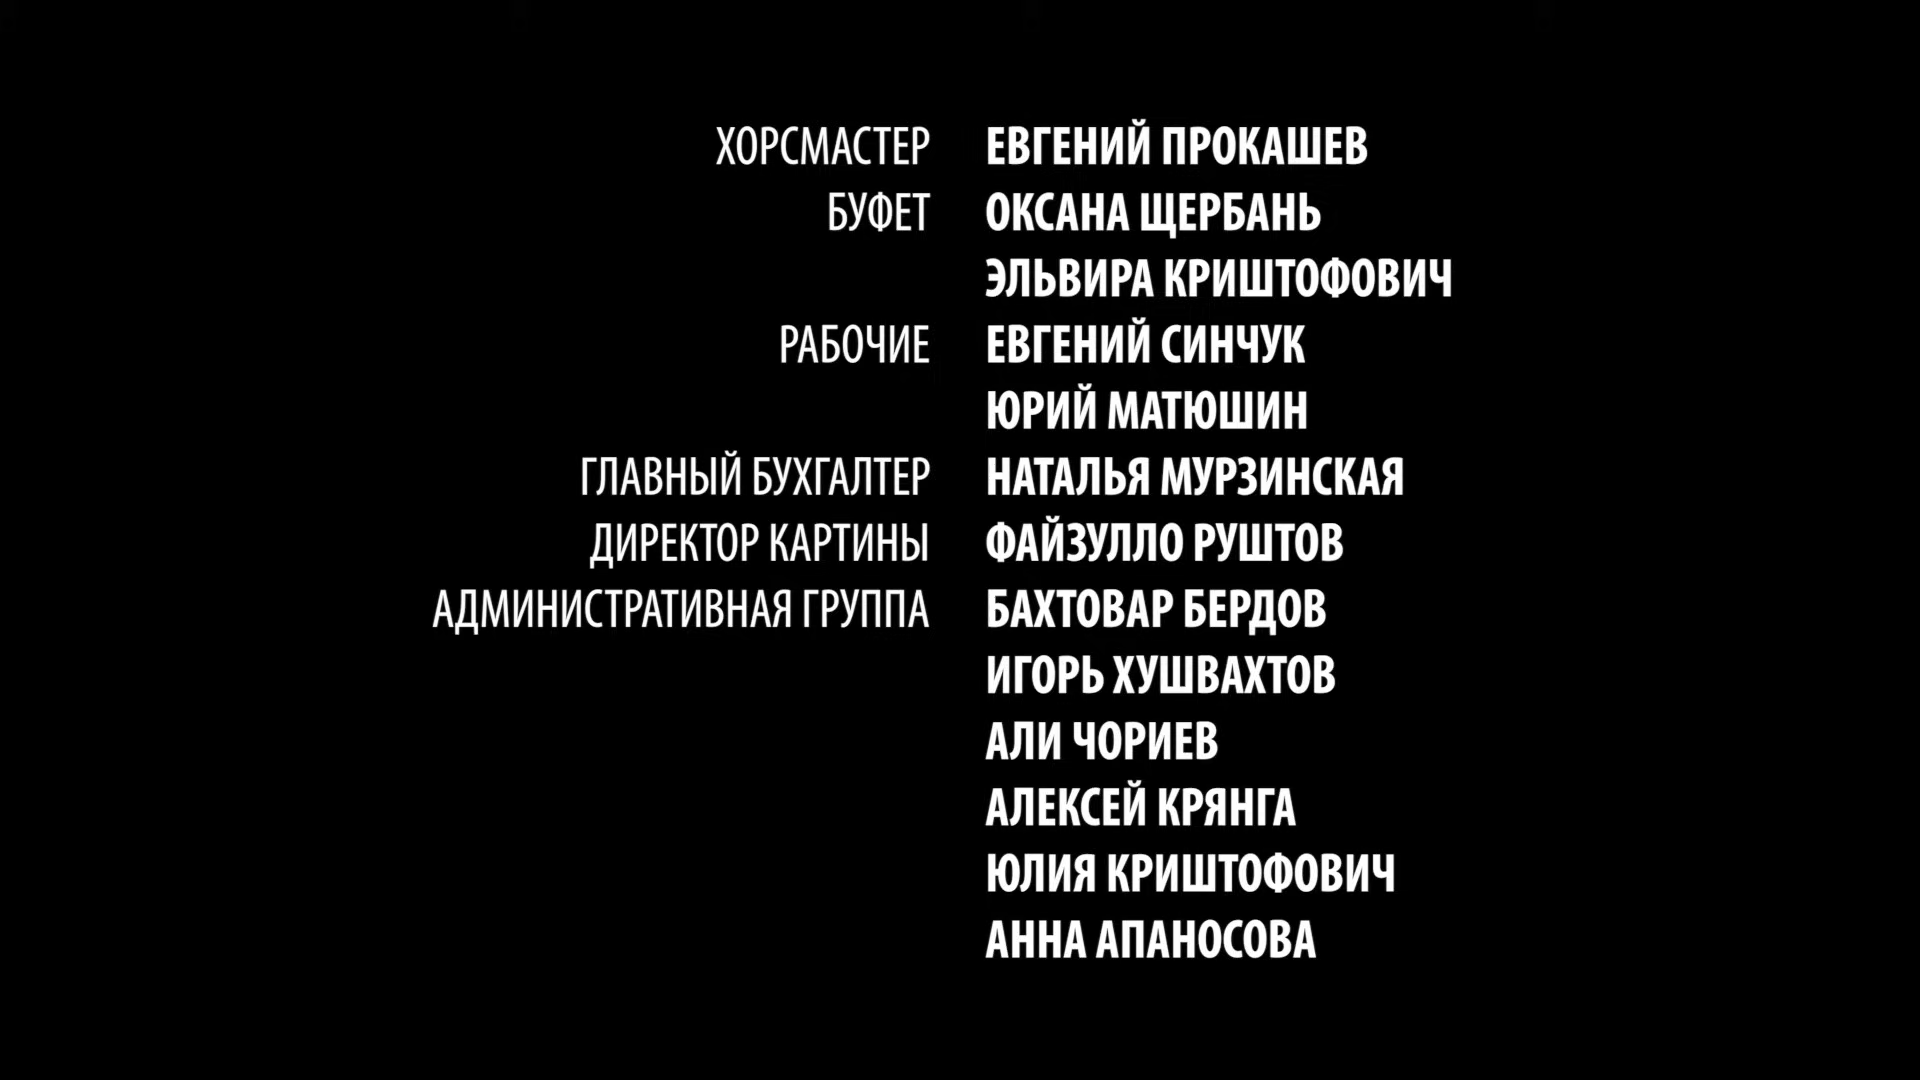 ХОРСМАСТЕР ЕВГЕНИЙ ПРОКАШЕВ
БУФЕТ ОКСАНА ЩЕРБАНЬ
ЭЛЬВИРА КРИШТОФОВИЧ
РАБОЧИЕ ЕВГЕНИЙ СИНЧУК
ЮРИЙ МАТЮШИН
ГЛАВНЫЙ БУХГАЛТЕР НАТАЛЬЯ МУРЗИНСКАЯ
ДИРЕКТОР КАРТИНЫ ФАЙЗУЛЛО РУШТОВ
АДМИНИСТРАТИВНАЯ ГРУППА БАХТОВАР БЕРДОВ
ИГОРЬ ХУШВАХТОВ
АЛИ ЧОРИЕВ
АЛЕКСЕЙ КРЯНГА
ЮЛИЯ КРИШТОФОВИЧ
АННА АПАНОСОВА